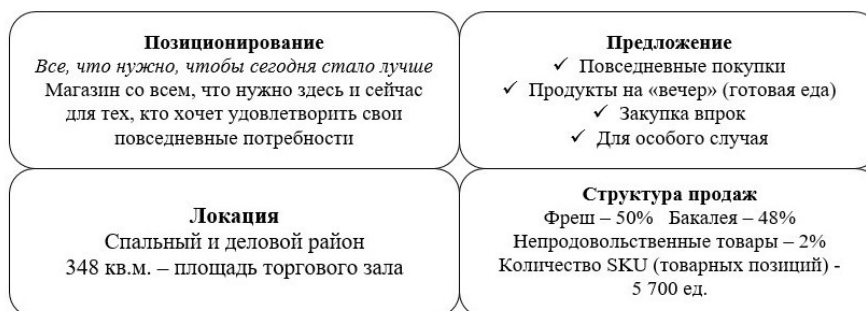 Позиционирование
Все, что нужно, чтобы сегодня стало лучше
Магазин со всем, что нужно здесь и сейчас
для тех, кто хочет удовлетворить свои
повседневные потребности
Предложение
✓ Повседневные покупки
✓ Продукты на «вечер» (готовая еда)
✓ Закупка впрок
✓ Для особого случая
Локация
Спальный и деловой район
348 кв.м. – площадь торгового зала
Структура продаж
Фреш – 50% Бакалея – 48%
Непродовольственные товары – 2%
Количество SKU (товарных позиций) -
5 700 ед.